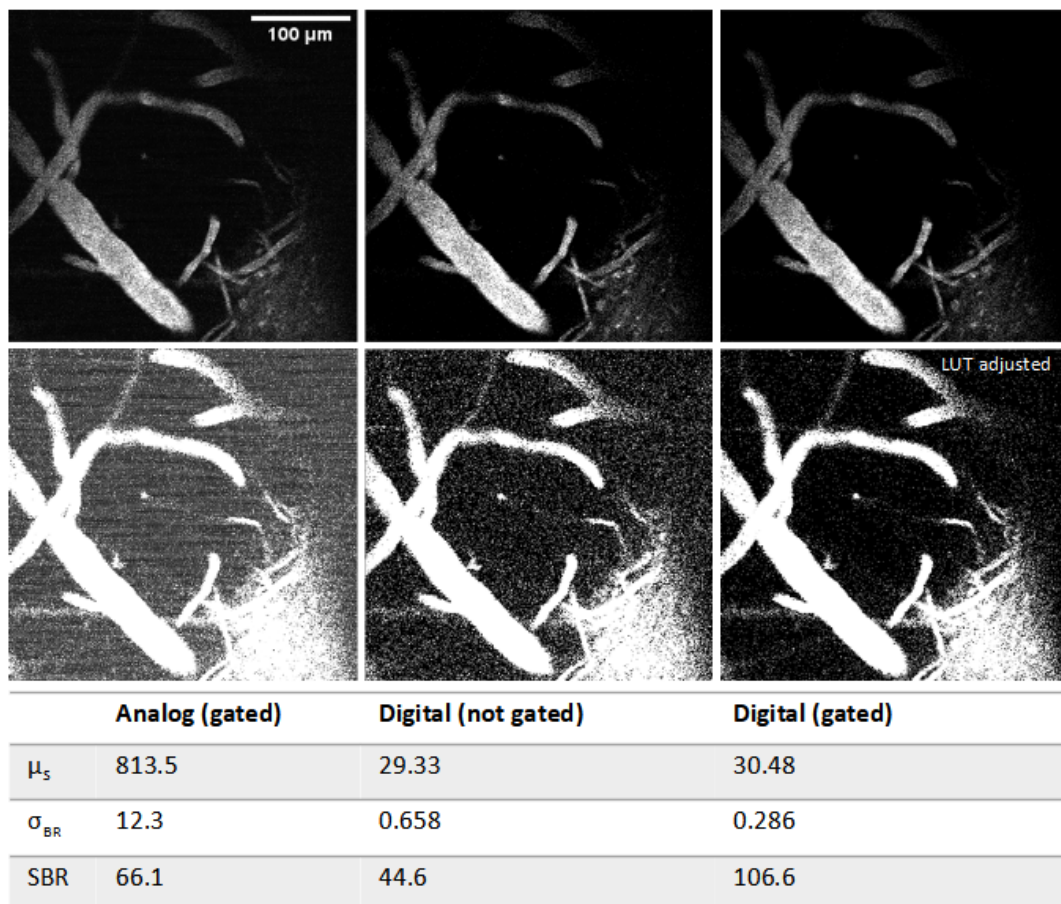 100 μm
LUT adjusted
Analog (gated) Digital (not gated) Digital (gated)
μs 813.5 29.33 30.48
σBR 12.3 0.658 0.286
SBR 66.1 44.6 106.6